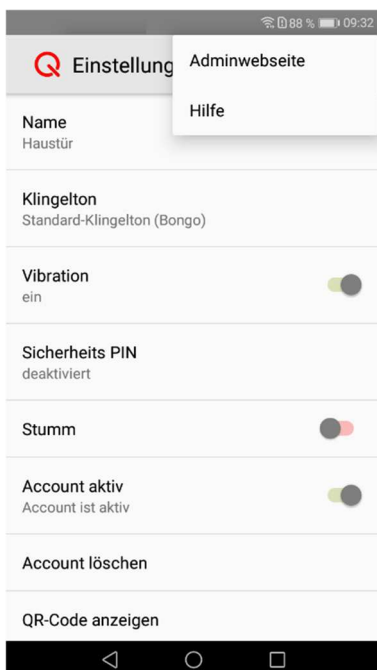 88 % 09:32
Einstellung
Adminwebseite
Hilfe
Name
Haustür
Klingelton
Standard-Klingelton (Bongo)
Vibration
ein
Sicherheits PIN
deaktiviert
Stumm
Account aktiv
Account ist aktiv
Account löschen
QR-Code anzeigen